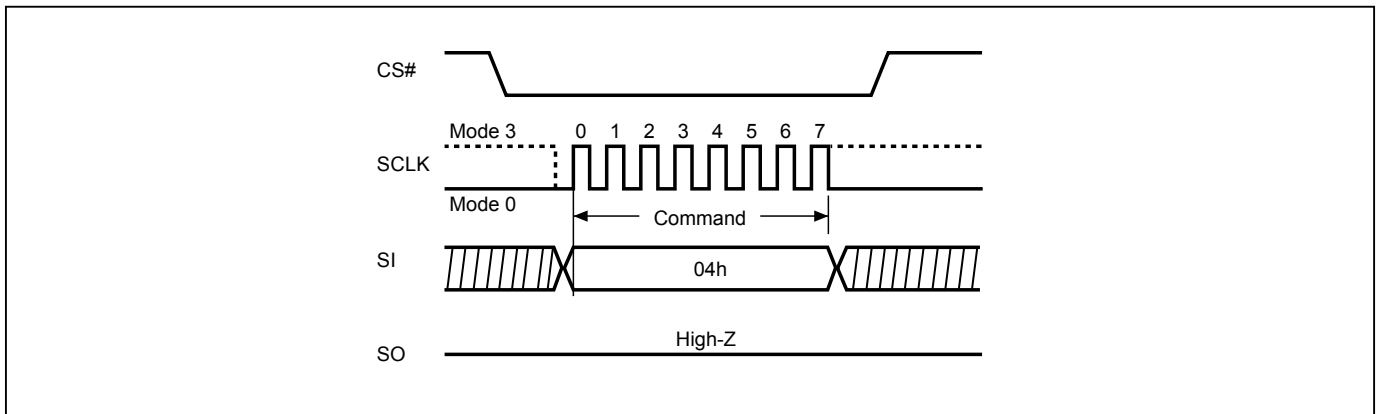 CS#
Mode 3 0 1 2 3 4 5 6 7
SCLK
Mode 0
Command
SI
04h
High-Z
SO